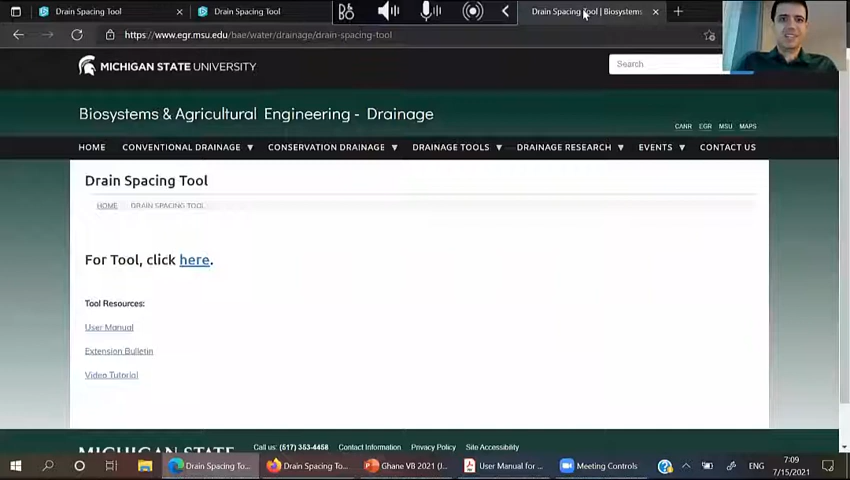 Drain Spacing Tool
Drain Spacing Tool
Drain Spacing Tool | Biosystems
https://www.egr.msu.edu/bae/water/drainage/drain-spacing-tool
MICHIGAN STATE UNIVERSITY
Search
Biosystems & Agricultural Engineering - Drainage
CANR EGR MSU MAPS
HOME CONVENTIONAL DRAINAGE CONSERVATION DRAINAGE DRAINAGE TOOLS DRAINAGE RESEARCH EVENTS CONTACT US
Drain Spacing Tool
HOME DRAIN SPACING TOOL
For Tool, click here.
Tool Resources:
User Manual
Extension Bulletin
Video Tutorial
MICHIGAN STATE
Call us: (517) 353-4458 Contact Information Privacy Policy Site Accessibility
Drain Spacing To...
Drain Spacing To...
Ghane VB 2021 (I...
User Manual for ...
Meeting Controls
ENG
7:09
7/15/2021